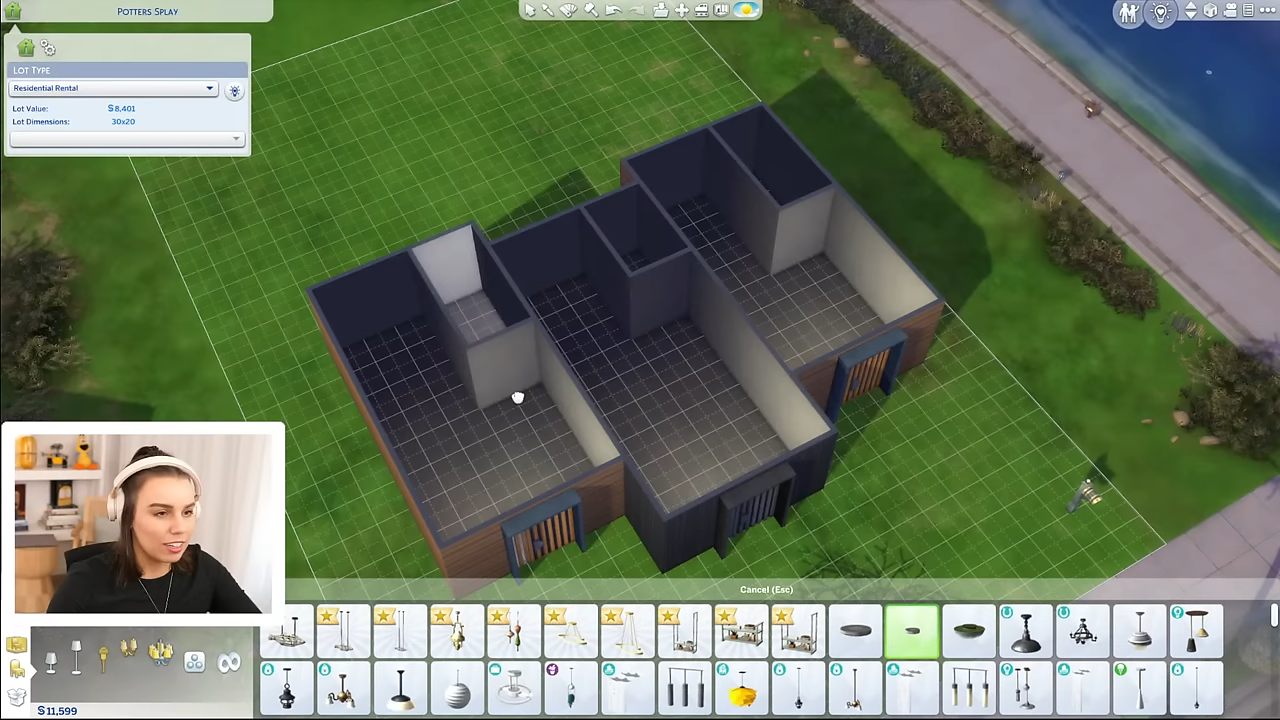 POTTERS SPLAY
LOT TYPE
Residential Rental
Lot Value: §8,401
Lot Dimensions: 30x20
Cancel (Esc)
§11,599